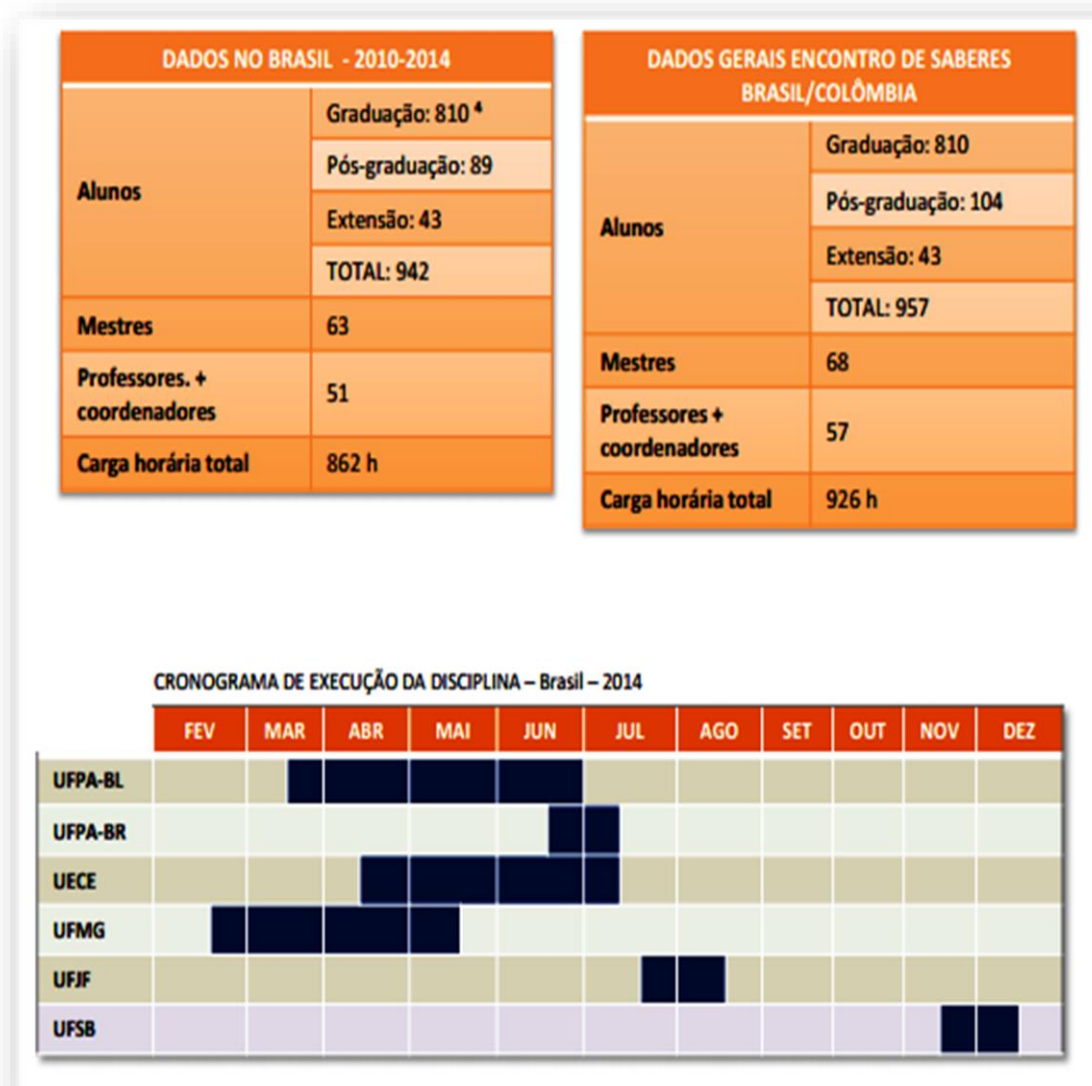 DADOS NO BRASIL - 2010-2014
Alunos
Graduação: 810 ⁴
Pós-graduação: 89
Extensão: 43
TOTAL: 942
Mestres 63
Professores. +
coordenadores
51
Carga horária total 862 h
DADOS GERAIS ENCONTRO DE SABERES
BRASIL/COLÔMBIA
Alunos
Graduação: 810
Pós-graduação: 104
Extensão: 43
TOTAL: 957
Mestres 68
Professores +
coordenadores
57
Carga horária total 926 h
CRONOGRAMA DE EXECUÇÃO DA DISCIPLINA – Brasil – 2014
FEV MAR ABR MAI JUN JUL AGO SET OUT NOV DEZ
UFPA-BL
UFPA-BR
UECE
UFMG
UFJF
UFSB